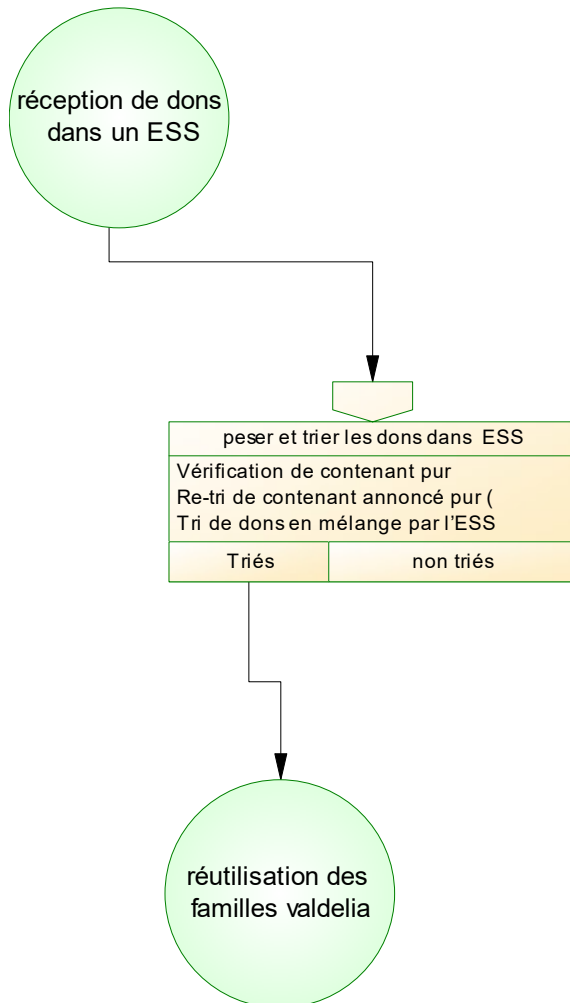 réception de dons
dans un ESS
peser et trier les dons dans ESS
Vérification de contenant pur
Re-tri de contenant annoncé pur (
Tri de dons en mélange par l'ESS
Triés
non triés
réutilisation des
familles valdelia